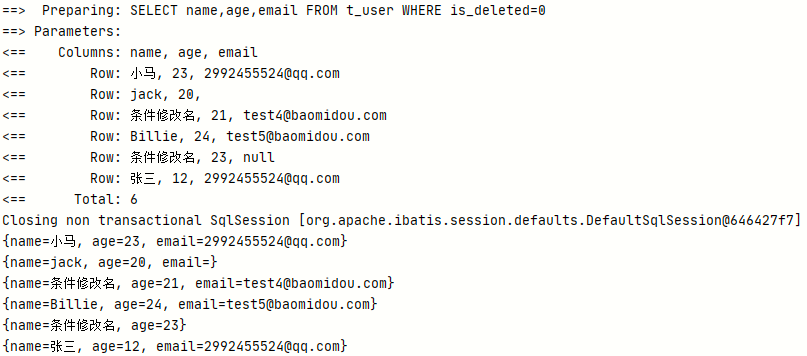 ==>  Preparing: SELECT name,age,email FROM t_user WHERE is_deleted=0
==> Parameters:
<==    Columns: name, age, email
<==        Row: 小马, 23, 2992455524@qq.com
<==        Row: jack, 20,
<==        Row: 条件修改名, 21, test4@baomidou.com
<==        Row: Billie, 24, test5@baomidou.com
<==        Row: 条件修改名, 23, null
<==        Row: 张三, 12, 2992455524@qq.com
<==      Total: 6
Closing non transactional SqlSession [org.apache.ibatis.session.defaults.DefaultSqlSession@646427f7]
{name=小马, age=23, email=2992455524@qq.com}
{name=jack, age=20, email=}
{name=条件修改名, age=21, email=test4@baomidou.com}
{name=Billie, age=24, email=test5@baomidou.com}
{name=条件修改名, age=23}
{name=张三, age=12, email=2992455524@qq.com}